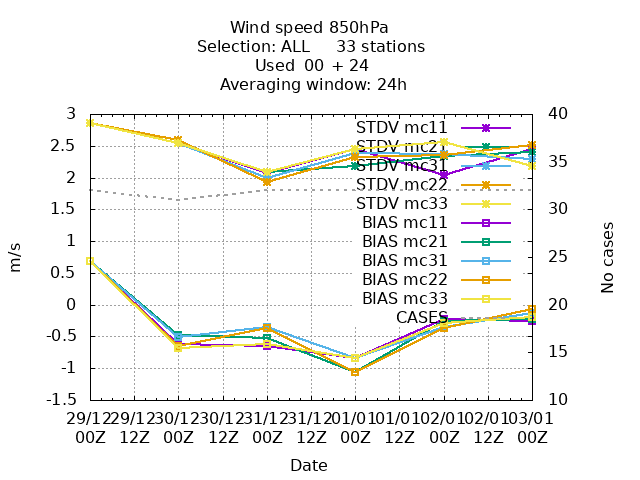 Wind speed 850hPa
Selection: ALL 33 stations
Used 00 + 24
Averaging window: 24h
3
2.5
2
1.5
1
0.5
0
-0.5
-1
-1.5
m/s
40
35
30
25
20
15
10
No cases
STDV mc11
STDV mc21
STDV mc31
STDV mc22
STDV mc33
BIAS mc11
BIAS mc21
BIAS mc31
BIAS mc22
BIAS mc33
CASES
29/12 29/12 30/12 30/12 31/12 31/12 01/01 01/01 02/01 02/01 03/01
00Z 12Z 00Z 12Z 00Z 12Z 00Z 12Z 00Z 12Z 00Z
Date